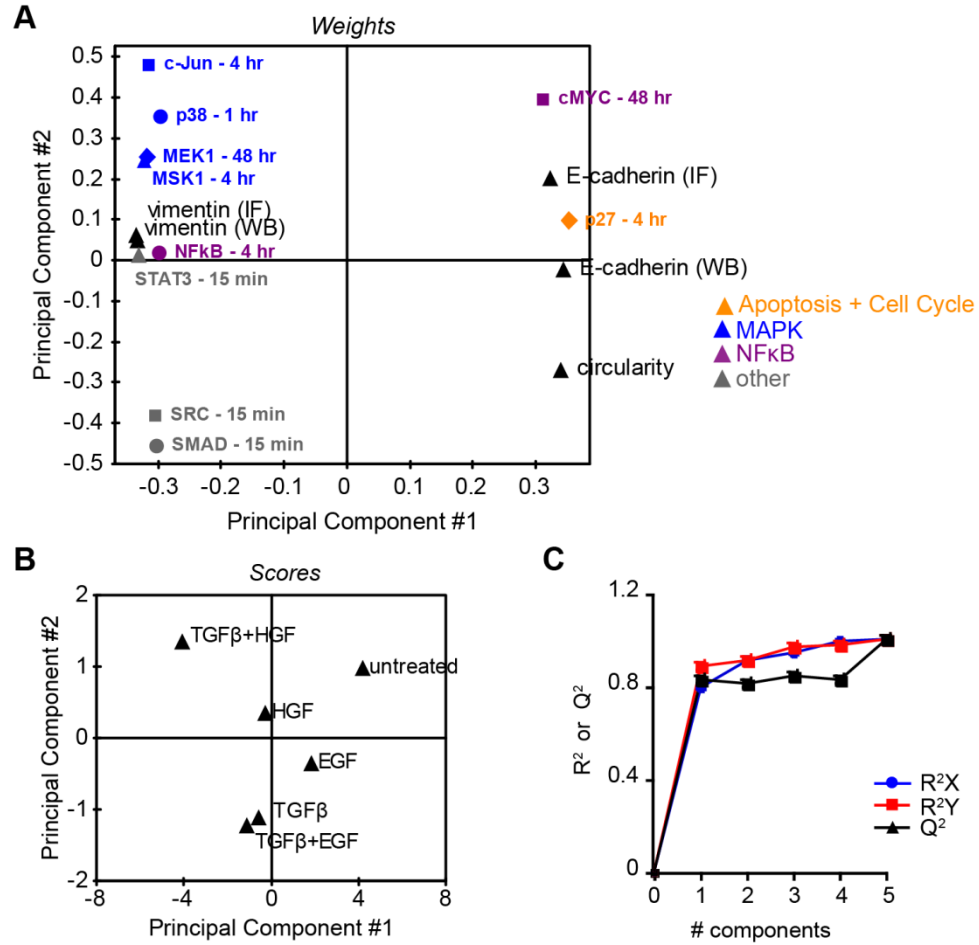 A
Weights
Principal Component #2
0.5
0.4
0.3
0.2
0.1
0
-0.1
-0.2
-0.3
-0.4
-0.5
c-Jun - 4 hr
p38 - 1 hr
MEK1 - 48 hr
MSK1 - 4 hr
vimentin (IF)
vimentin (WB)
NFkB - 4 hr
STAT3 - 15 min
SRC - 15 min
SMAD - 15 min
cMYC - 48 hr
E-cadherin (IF)
p27 - 4 hr
E-cadherin (WB)
circularity
-0.3 -0.2 -0.1 0 0.1 0.2 0.3
Principal Component #1
Apoptosis + Cell Cycle
MAPK
NFκB
other
B
Scores
Principal Component #2
2
1
0
-1
-2
TGFβ+HGF
untreated
HGF
EGF
TGFβ
TGFβ+EGF
-8 -4 0 4 8
Principal Component #1
C
R² or Q²
1.2
0.8
0.4
0
R²X
R²Y
Q²
0 1 2 3 4 5
# components